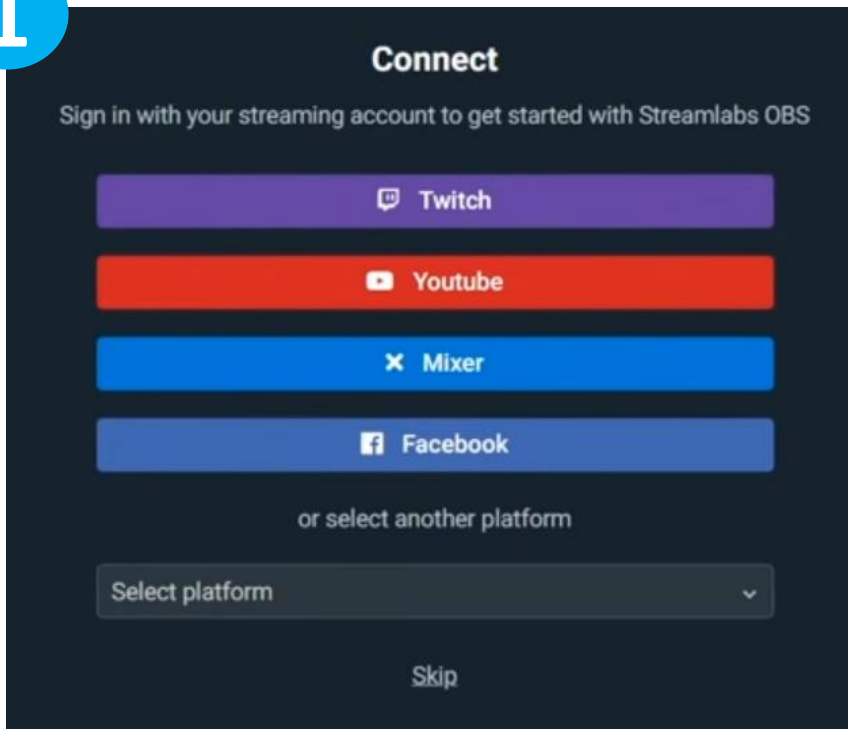 1
Connect
Sign in with your streaming account to get started with Streamlabs OBS
Twitch
Youtube
Mixer
Facebook
or select another platform
Select platform
Skip